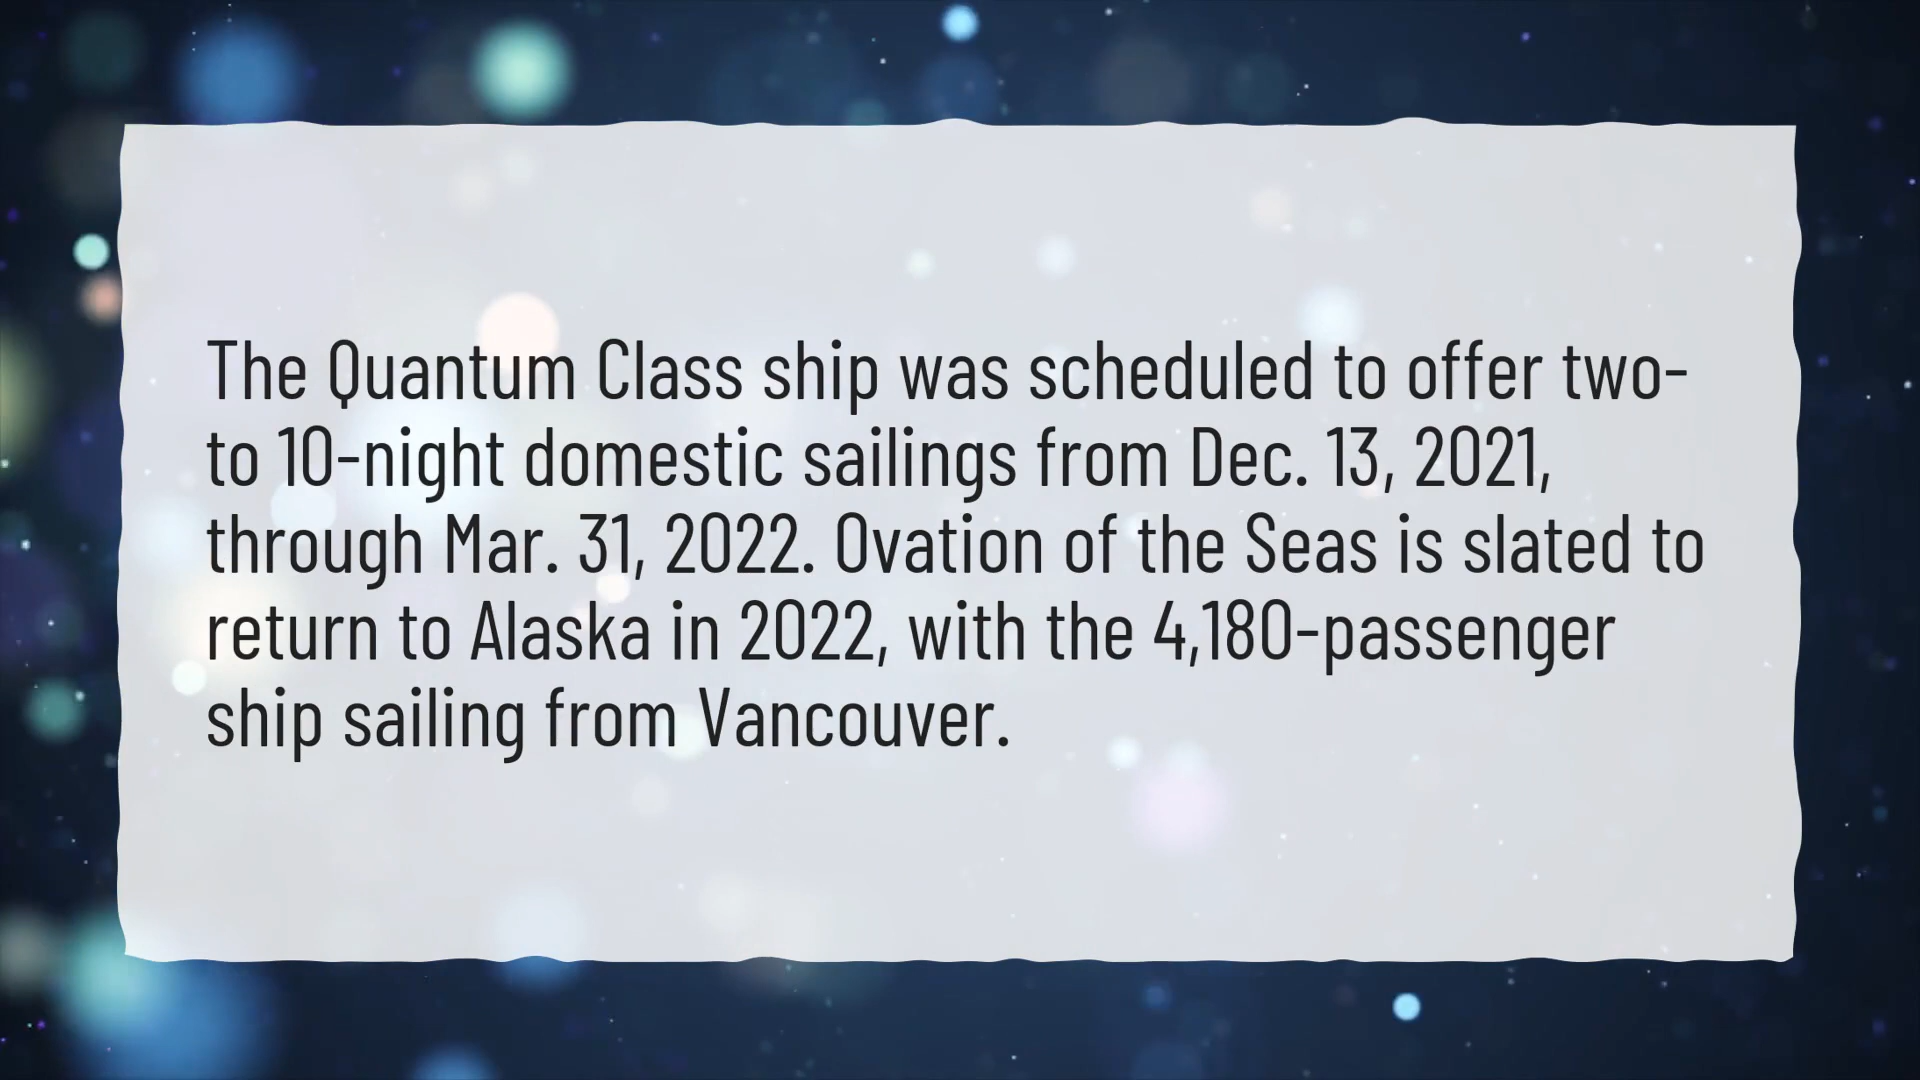 The Quantum Class ship was scheduled to offer two-
to 10-night domestic sailings from Dec. 13, 2021,
through Mar. 31, 2022. Ovation of the Seas is slated to
return to Alaska in 2022, with the 4,180-passenger
ship sailing from Vancouver.